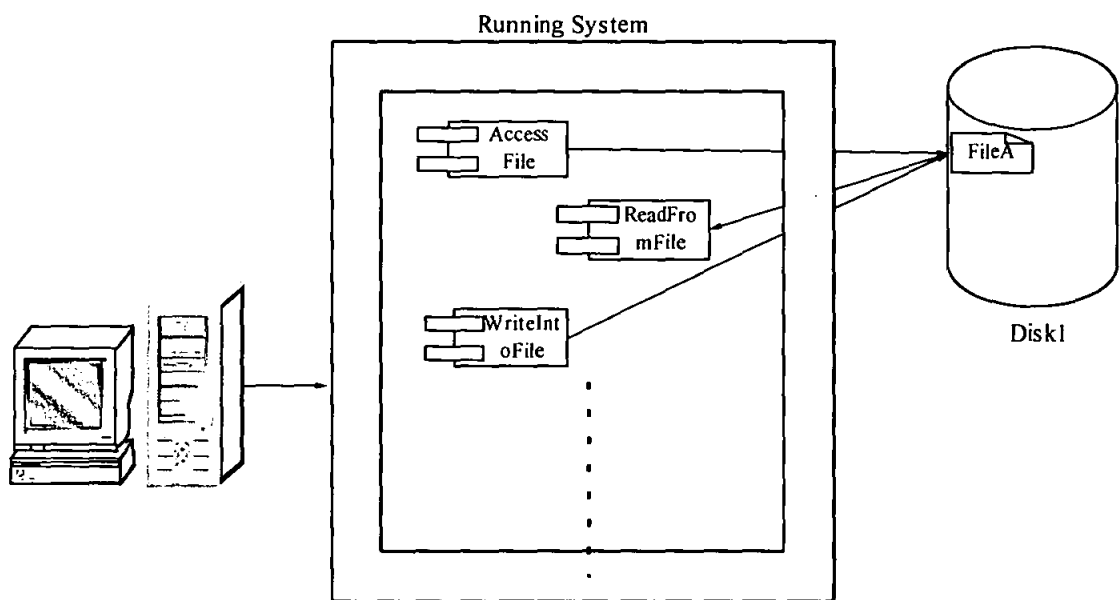 Running System
Access
File
FileA
ReadFro
mFile
WriteInt
oFile
Disk1